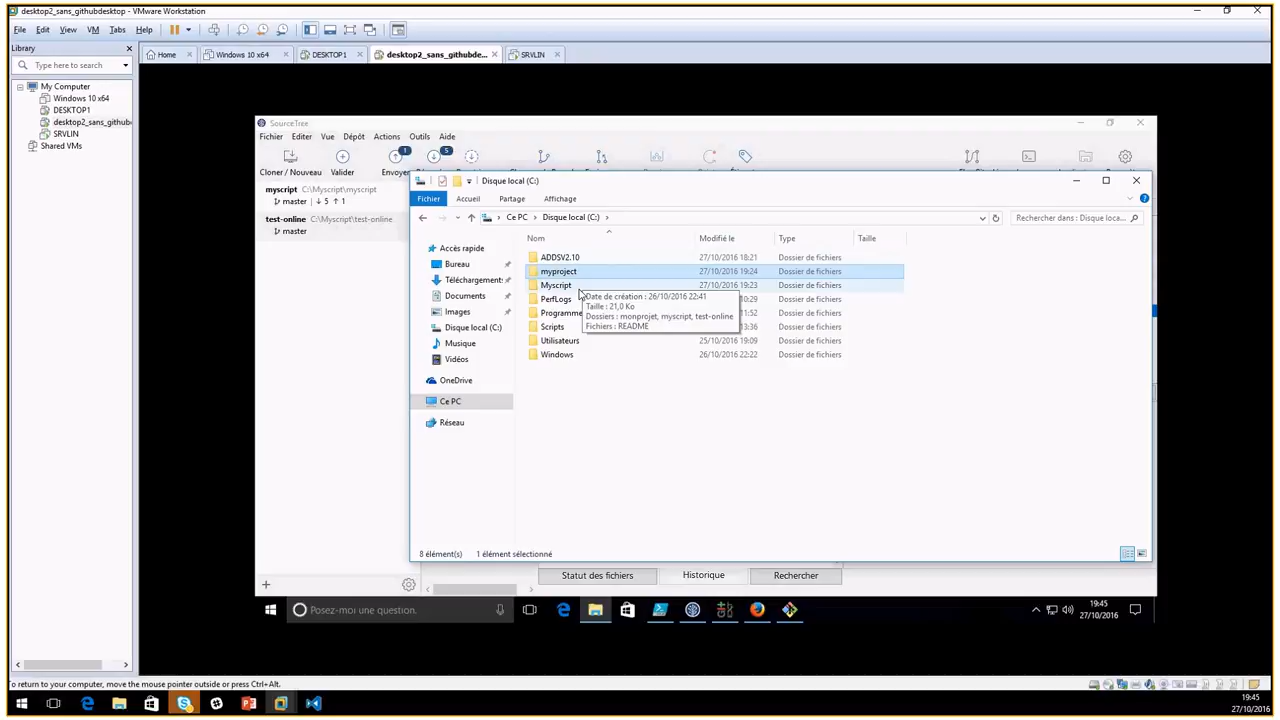 desktop2_sans_githubdesktop - VMware Workstation
File Edit View VM Tabs Help
Library
Type here to search
My Computer
Windows 10 x64
DESKTOP1
desktop2_sans_githubd
SRVLIN
Shared VMs
Home Windows 10 x64 DESKTOP1 desktop2_sans_githubde... SRVLIN
SourceTree
Fichier Editer Vue Dépôt Actions Outils Aide
1 5
Cloner / Nouveau Valider Envoyer
myscript C:\Myscript\myscript
master 5 1
test-online C:\Myscript\test-online
master
Disque local (C:)
Fichier Accueil Partage Affichage
Ce PC Disque local (C:) Rechercher dans : Disque loca...
Nom Modifié le Type Taille
Accès rapide
Bureau
Téléchargements
Documents
Images
Disque local (C:)
Musique
Vidéos
OneDrive
Ce PC
Réseau
ADDSV2.10 27/10/2016 18:21 Dossier de fichiers
myproject 27/10/2016 19:24 Dossier de fichiers
Myscript 27/10/2016 19:23 Dossier de fichiers
PerfLogs 10:29 Dossier de fichiers
Programme 11:52 Dossier de fichiers
Scripts 13:36 Dossier de fichiers
Utilisateurs 25/10/2016 19:09 Dossier de fichiers
Windows 26/10/2016 22:22 Dossier de fichiers
Date de création : 26/10/2016 22:41
Taille : 21,0 Ko
Dossiers : monprojet, myscript, test-online
Fichiers : README
8 élément(s) 1 élément sélectionné
Statut des fichiers Historique Rechercher
Posez-moi une question.
19:45
27/10/2016
To return to your computer, move the mouse pointer outside or press Ctrl+Alt.
19:45
27/10/2016